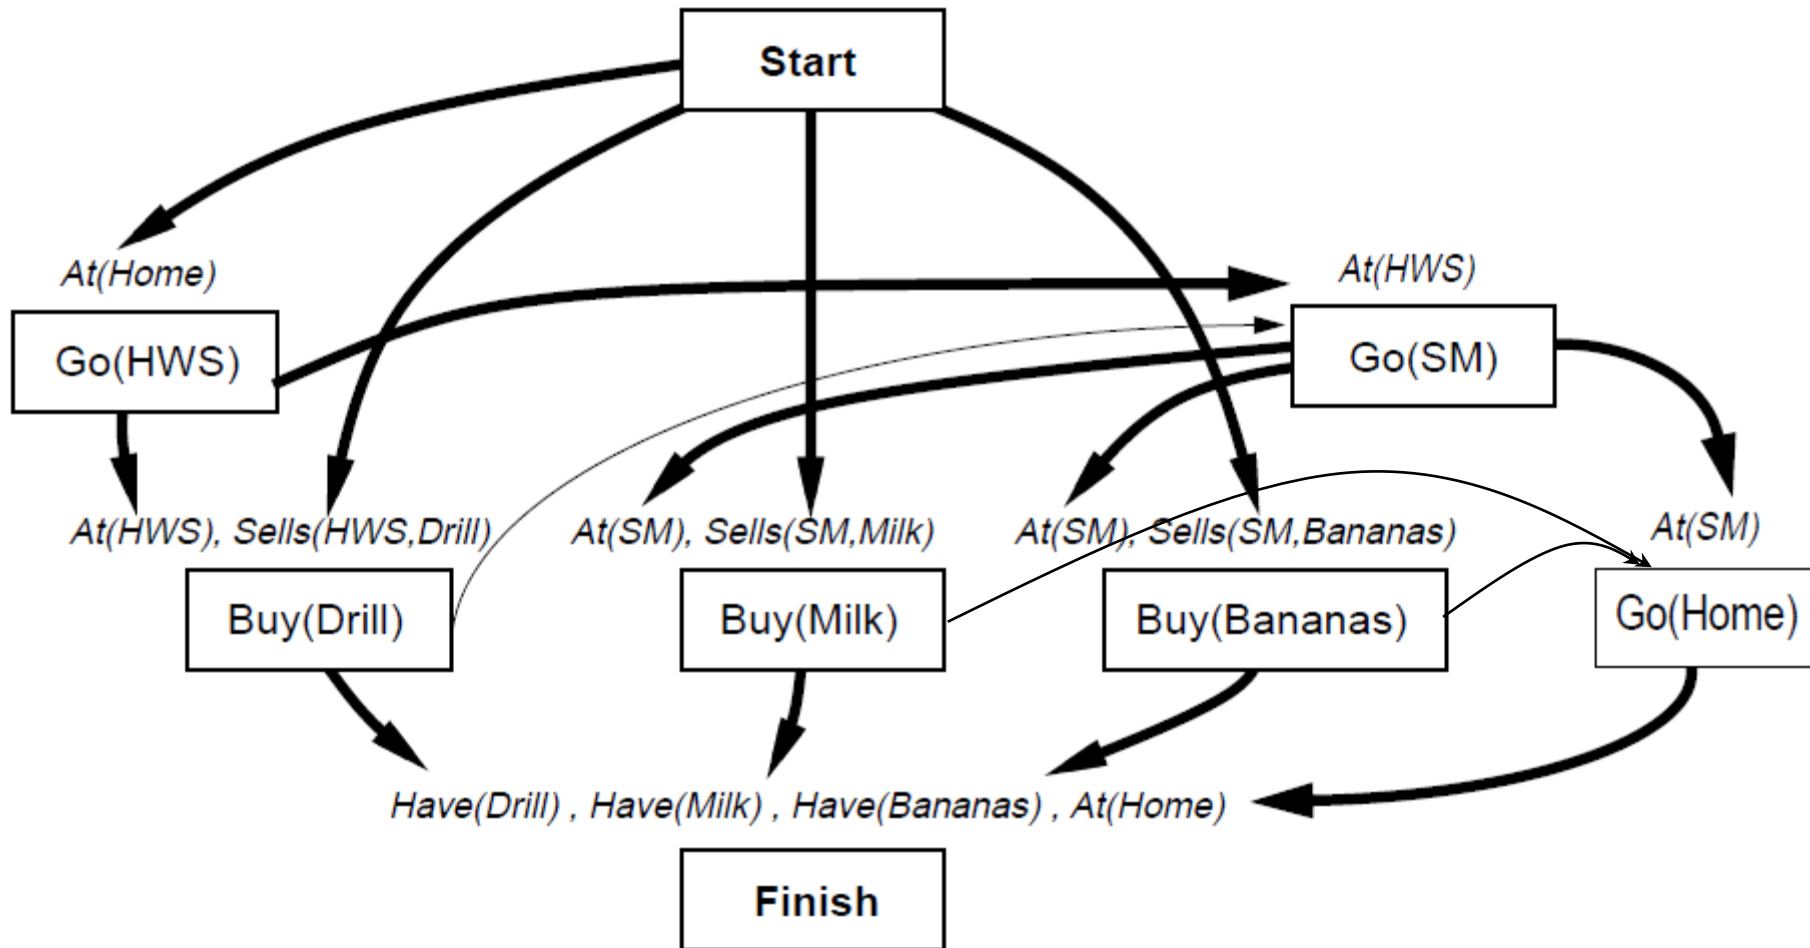 Start
At(Home)
At(HWS)
Go(HWS)
Go(SM)
At(HWS), Sells(HWS,Drill)
At(SM), Sells(SM,Milk)
At(SM), Sells(SM,Bananas)
At(SM)
Buy(Drill)
Buy(Milk)
Buy(Bananas)
Go(Home)
Have(Drill) , Have(Milk) , Have(Bananas) , At(Home)
Finish